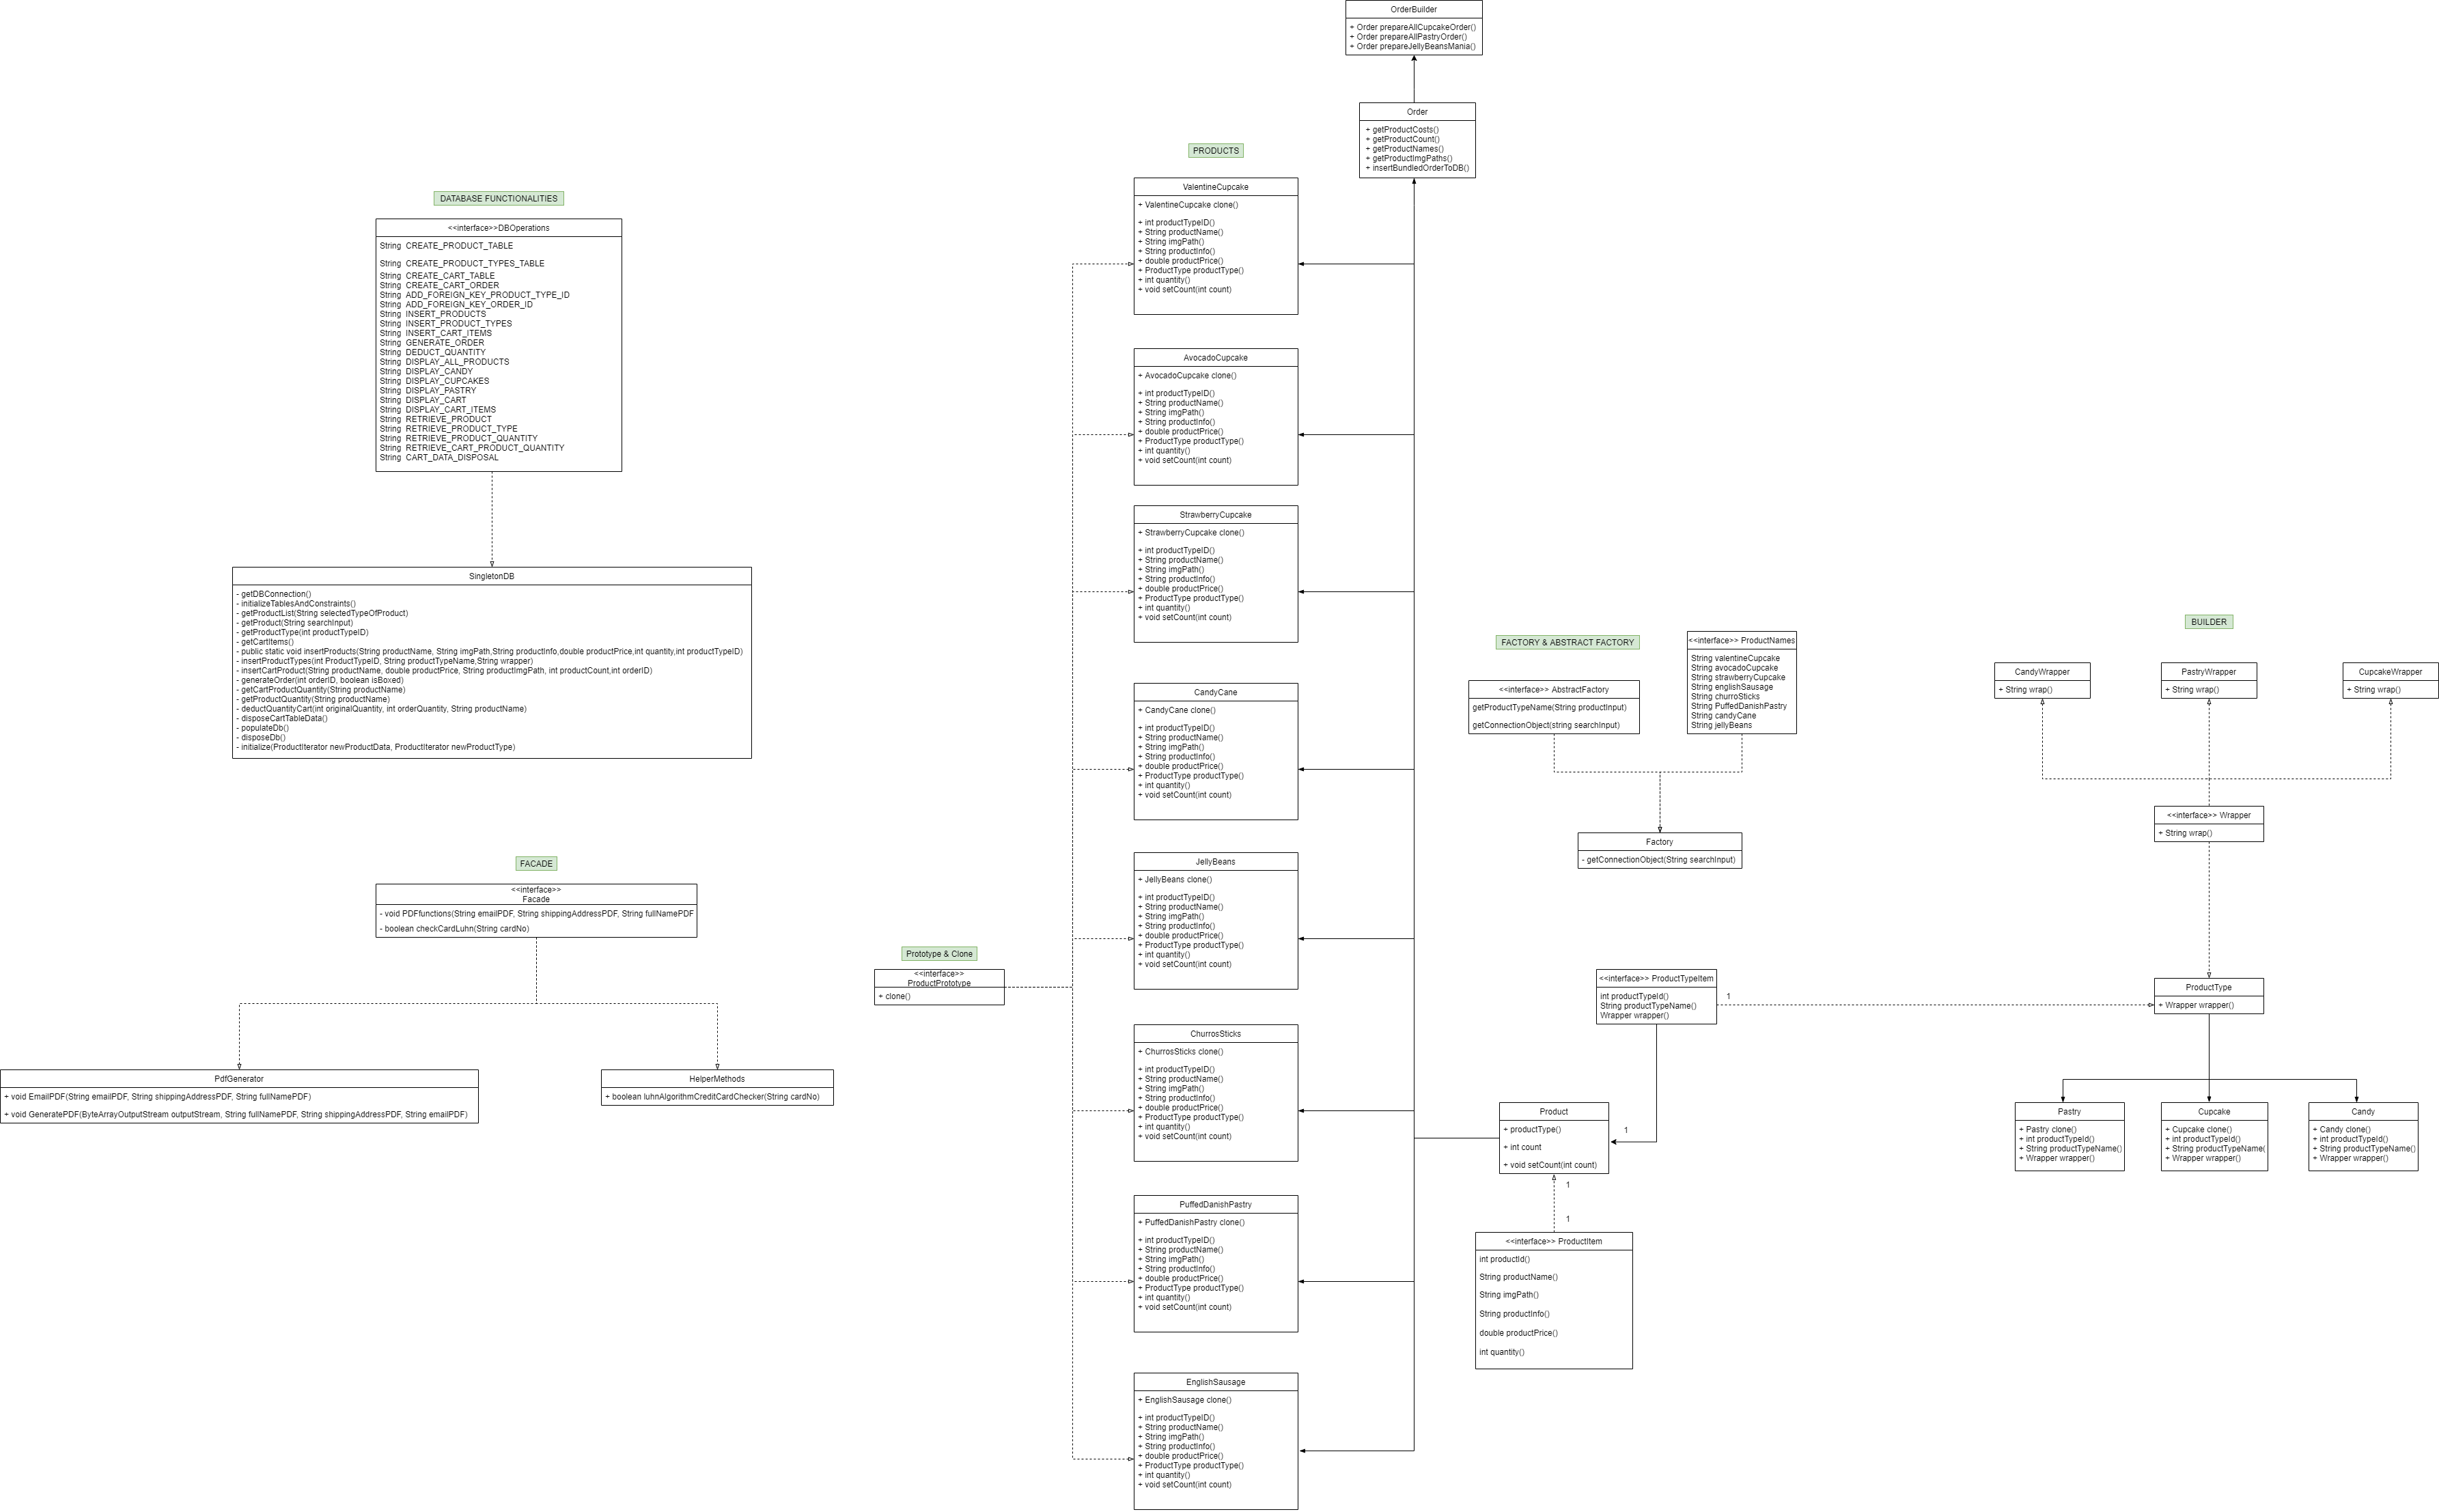 OrderBuilder
+ Order prepareAllCupcakeOrder()
+ Order prepareAllPastryOrder()
+ Order prepareJellyBeansMania()
Order
+ getProductCosts()
+ getProductCount()
+ getProductNames()
+ getProductImgPaths()
+ insertBundledOrderToDB()
DATABASE FUNCTIONALITIES
<<interface>>DBOperations
String CREATE_PRODUCT_TABLE
String CREATE_PRODUCT_TYPES_TABLE
String CREATE_CART_TABLE
String CREATE_CART_ORDER
String ADD_FOREIGN_KEY_PRODUCT_TYPE_ID
String ADD_FOREIGN_KEY_ORDER_ID
String INSERT_PRODUCTS
String INSERT_PRODUCT_TYPES
String INSERT_CART_ITEMS
String GENERATE_ORDER
String DEDUCT_QUANTITY
String DISPLAY_ALL_PRODUCTS
String DISPLAY_CANDY
String DISPLAY_CUPCAKES
String DISPLAY_PASTRY
String DISPLAY_CART
String DISPLAY_CART_ITEMS
String RETRIEVE_PRODUCT
String RETRIEVE_PRODUCT_TYPE
String RETRIEVE_PRODUCT_QUANTITY
String RETRIEVE_CART_PRODUCT_QUANTITY
String CART_DATA_DISPOSAL
SingletonDB
- getDBConnection()
- initializeTablesAndConstraints()
- getProductList(String selectedTypeOfProduct)
- getProduct(String searchInput)
- getProductType(int productTypeID)
- getCartItems()
- public static void insertProducts(String productName, String imgPath,String productInfo,double productPrice,int quantity,int productTypeID)
- insertProductTypes(int ProductTypeID, String productTypeName,String wrapper)
- insertCartProduct(String productName, double productPrice, String productImgPath, int productCount,int orderID)
- generateOrder(int orderID, boolean isBoxed)
- getCartProductQuantity(String productName)
- getProductQuantity(String productName)
- deductQuantityCart(int originalQuantity, int orderQuantity, String productName)
- disposeCartTableData()
- populateDb()
- disposeDb()
- initialize(ProductIterator newProductData, ProductIterator newProductType)
FACADE
<<interface>>
Facade
- void PDFfunctions(String emailPDF, String shippingAddressPDF, String fullNamePDF
- boolean checkCardLuhn(String cardNo)
PdfGenerator
+ void EmailPDF(String emailPDF, String shippingAddressPDF, String fullNamePDF)
+ void GeneratePDF(ByteArrayOutputStream outputStream, String fullNamePDF, String shippingAddressPDF, String emailPDF)
HelperMethods
+ boolean luhnAlgorithmCreditCardChecker(String cardNo)
Prototype & Clone
<<interface>>
ProductPrototype
+ clone()
PRODUCTS
ValentineCupcake
+ ValentineCupcake clone()
+ int productTypeID()
+ String productName()
+ String imgPath()
+ String productInfo()
+ double productPrice()
+ ProductType productType()
+ int quantity()
+ void setCount(int count)
AvocadoCupcake
+ AvocadoCupcake clone()
+ int productTypeID()
+ String productName()
+ String imgPath()
+ String productInfo()
+ double productPrice()
+ ProductType productType()
+ int quantity()
+ void setCount(int count)
StrawberryCupcake
+ StrawberryCupcake clone()
+ int productTypeID()
+ String productName()
+ String imgPath()
+ String productInfo()
+ double productPrice()
+ ProductType productType()
+ int quantity()
+ void setCount(int count)
CandyCane
+ CandyCane clone()
+ int productTypeID()
+ String productName()
+ String imgPath()
+ String productInfo()
+ double productPrice()
+ ProductType productType()
+ int quantity()
+ void setCount(int count)
JellyBeans
+ JellyBeans clone()
+ int productTypeID()
+ String productName()
+ String imgPath()
+ String productInfo()
+ double productPrice()
+ ProductType productType()
+ int quantity()
+ void setCount(int count)
ChurrosSticks
+ ChurrosSticks clone()
+ int productTypeID()
+ String productName()
+ String imgPath()
+ String productInfo()
+ double productPrice()
+ ProductType productType()
+ int quantity()
+ void setCount(int count)
PuffedDanishPastry
+ PuffedDanishPastry clone()
+ int productTypeID()
+ String productName()
+ String imgPath()
+ String productInfo()
+ double productPrice()
+ ProductType productType()
+ int quantity()
+ void setCount(int count)
EnglishSausage
+ EnglishSausage clone()
+ int productTypeID()
+ String productName()
+ String imgPath()
+ String productInfo()
+ double productPrice()
+ ProductType productType()
+ int quantity()
+ void setCount(int count)
FACTORY & ABSTRACT FACTORY
<<interface>> AbstractFactory
getProductTypeName(String productInput)
getConnectionObject(string searchInput)
<<interface>> ProductNames
String valentineCupcake
String avocadoCupcake
String strawberryCupcake
String englishSausage
String churroSticks
String PuffedDanishPastry
String candyCane
String jellyBeans
Factory
- getConnectionObject(String searchInput)
<<interface>> ProductTypeItem
int productTypeId()
String productTypeName()
Wrapper wrapper()
1
Product
+ productType()
+ int count
+ void setCount(int count)
1
1
1
<<interface>> ProductItem
int productId()
String productName()
String imgPath()
String productInfo()
double productPrice()
int quantity()
BUILDER
CandyWrapper
+ String wrap()
PastryWrapper
+ String wrap()
CupcakeWrapper
+ String wrap()
<<interface>> Wrapper
+ String wrap()
ProductType
+ Wrapper wrapper()
Pastry
+ Pastry clone()
+ int productTypeId()
+ String productTypeName()
+ Wrapper wrapper()
Cupcake
+ Cupcake clone()
+ int productTypeId()
+ String productTypeName(
+ Wrapper wrapper()
Candy
+ Candy clone()
+ int productTypeId()
+ String productTypeName()
+ Wrapper wrapper()